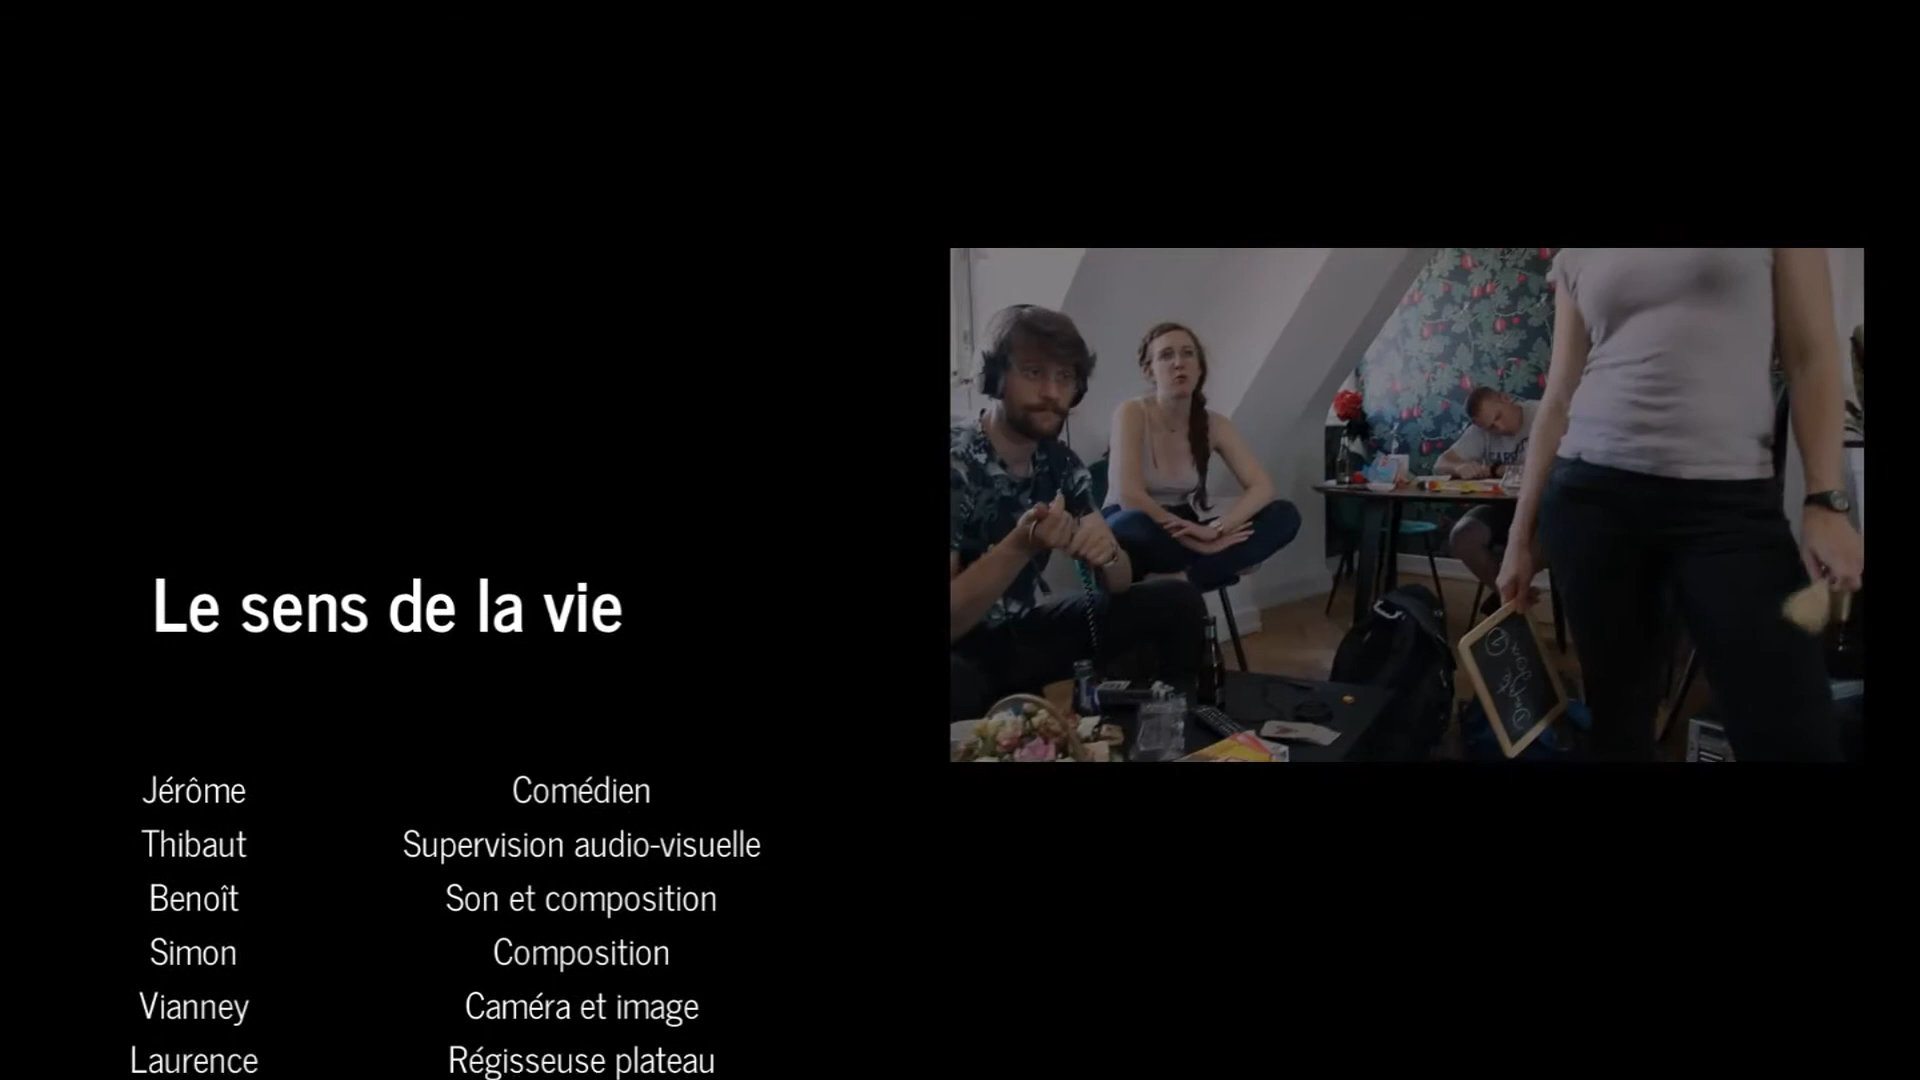 Le sens de la vie
Jérôme Comédien
Thibaut Supervision audio-visuelle
Benoît Son et composition
Simon Composition
Vianney Caméra et image
Laurence Régisseuse plateau